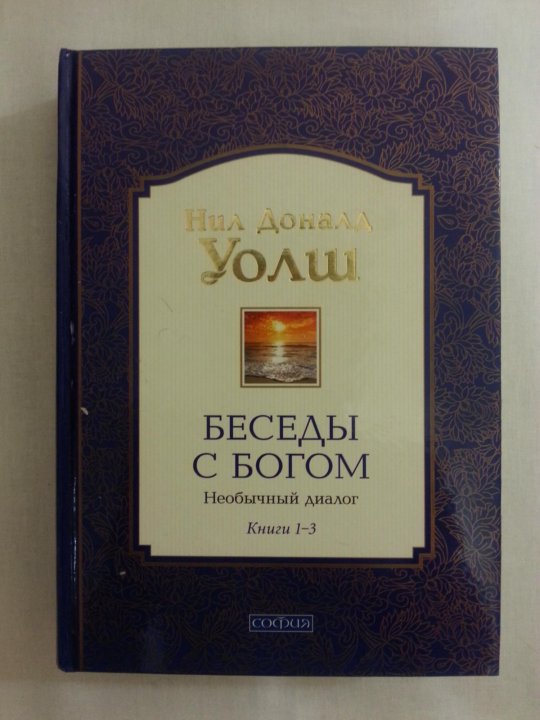 Нил Доналд
Уолш
БЕСЕДЫ
С БОГОМ
Необычный диалог
Книги 1–3
СОФИЯ